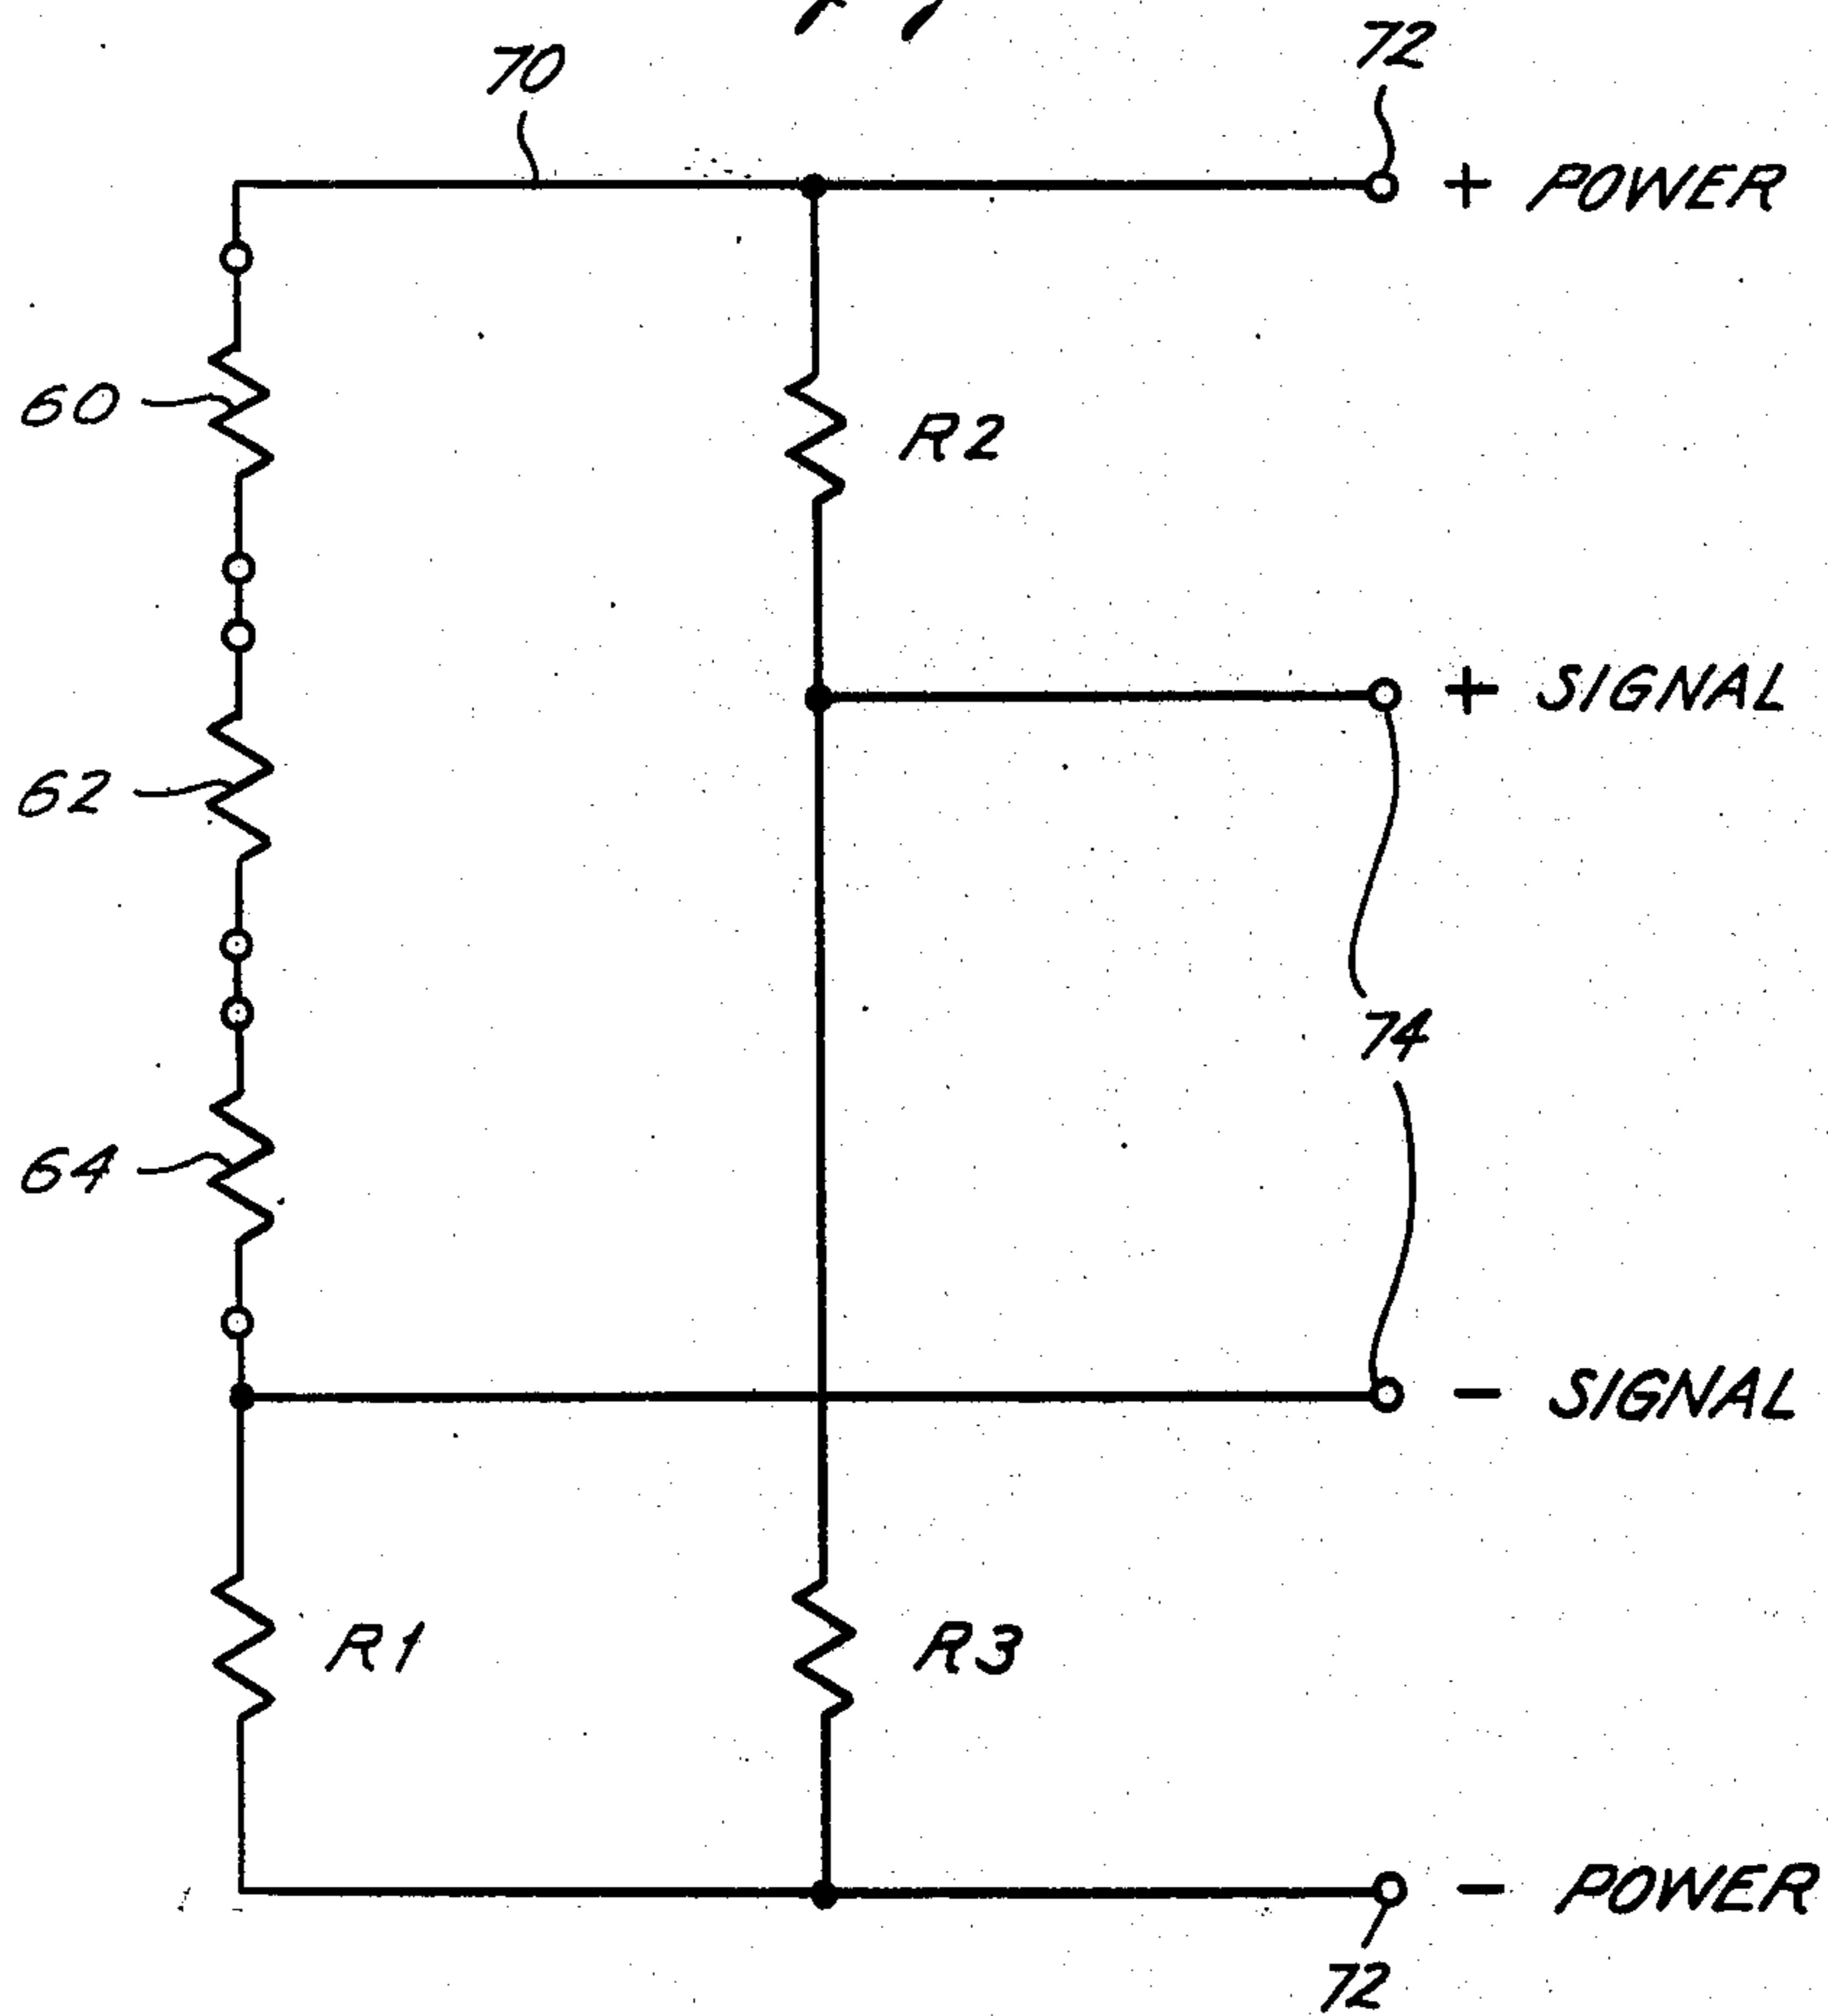 70
72
+ POWER
60
R2
+ SIGNAL
62
74
64
- SIGNAL
R1
R3
- POWER
72